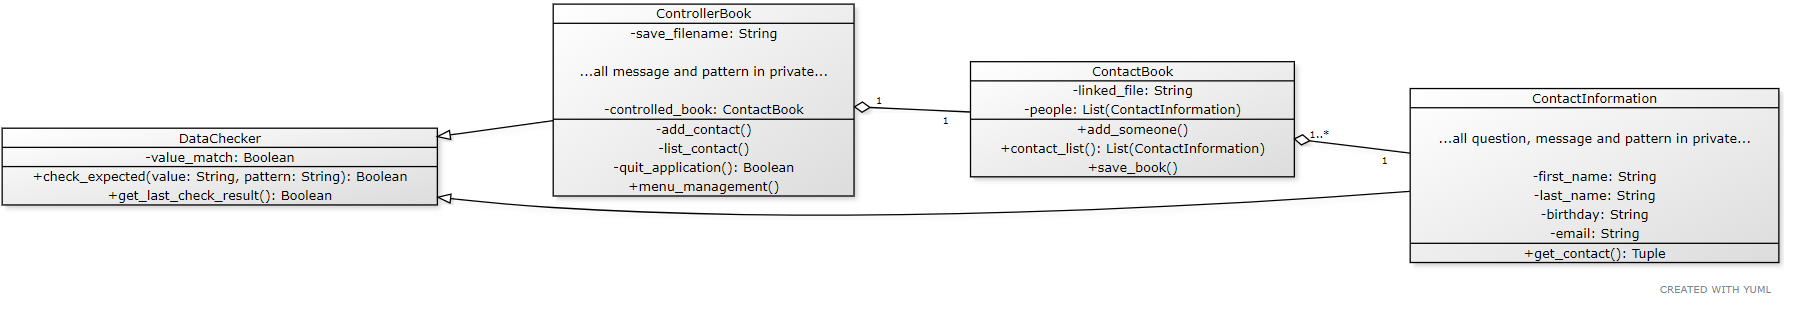 DataChecker
-value_match: Boolean
+check_expected(value: String, pattern: String): Boolean
+get_last_check_result(): Boolean
ControllerBook
-save_filename: String
...all message and pattern in private...
-controlled_book: ContactBook
-add_contact()
-list_contact()
-quit_application(): Boolean
+menu_management()
1
1
ContactBook
-linked_file: String
-people: List(ContactInformation)
+add_someone()
+contact_list(): List(ContactInformation)
+save_book()
1..*
1
ContactInformation
...all question, message and pattern in private...
-first_name: String
-last_name: String
-birthday: String
-email: String
+get_contact(): Tuple
CREATED WITH YUML